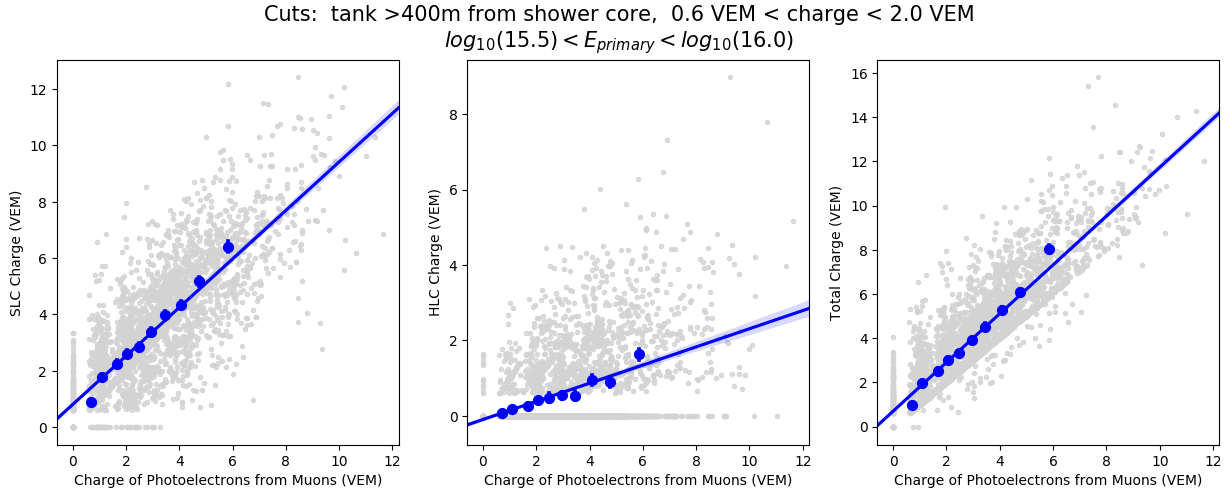 Cuts:  tank >400m from shower core,  0.6 VEM < charge < 2.0 VEM
log₁₀(15.5) < E_primary < log₁₀(16.0)
SLC Charge (VEM)
12
10
8
6
4
2
0
0 2 4 6 8 10 12
Charge of Photoelectrons from Muons (VEM)
HLC Charge (VEM)
8
6
4
2
0
0 2 4 6 8 10 12
Charge of Photoelectrons from Muons (VEM)
Total Charge (VEM)
16
14
12
10
8
6
4
2
0
0 2 4 6 8 10 12
Charge of Photoelectrons from Muons (VEM)